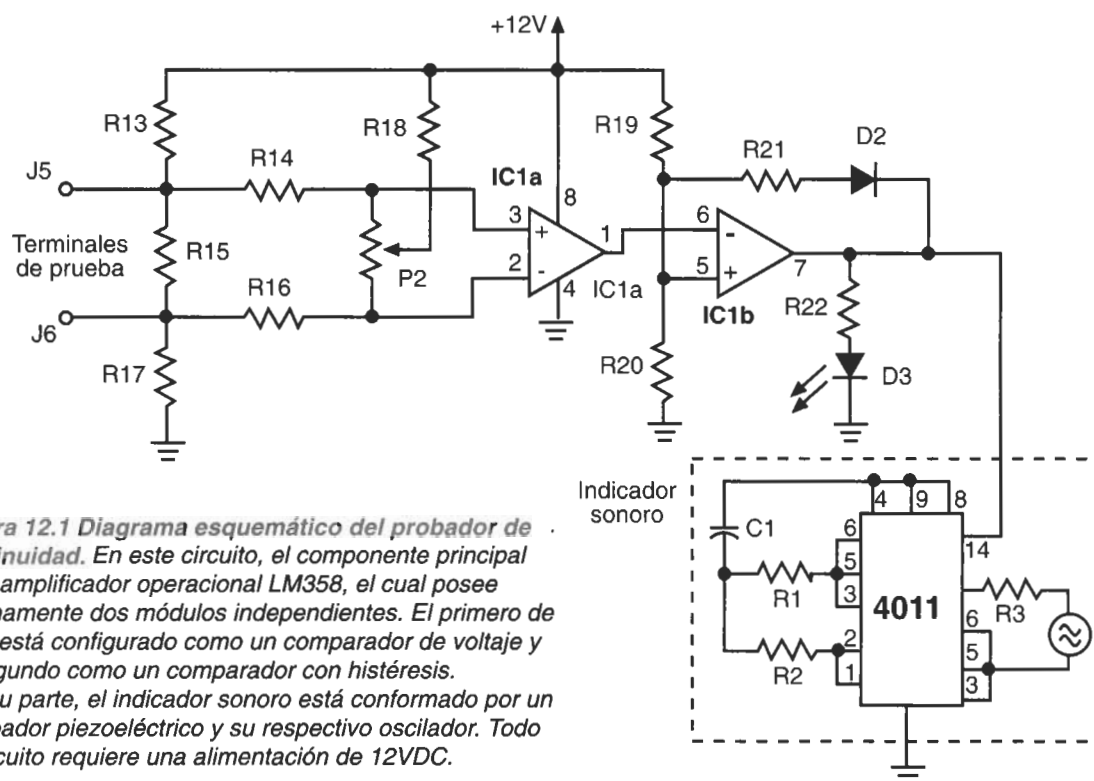 +12V
R13
R18
R19
R21
D2
J5
R14
IC1a
8
3
+
1
6
-
Terminales
de prueba
R15
P2
2
-
4
IC1a
5
+
7
IC1b
R16
R22
J6
R17
R20
D3
Indicador
sonoro
4
9
8
C1
6
14
5
R1
3
4011
R3
6
2
5
R2
1
3
ra 12.1 Diagrama esquemático del probador de
inuidad. En este circuito, el componente principal
amplificador operacional LM358, el cual posee
namente dos módulos independientes. El primero de
está configurado como un comparador de voltaje y
gundo como un comparador con histéresis.
u parte, el indicador sonoro está conformado por un
ador piezoeléctrico y su respectivo oscilador. Todo
cuito requiere una alimentación de 12VDC.